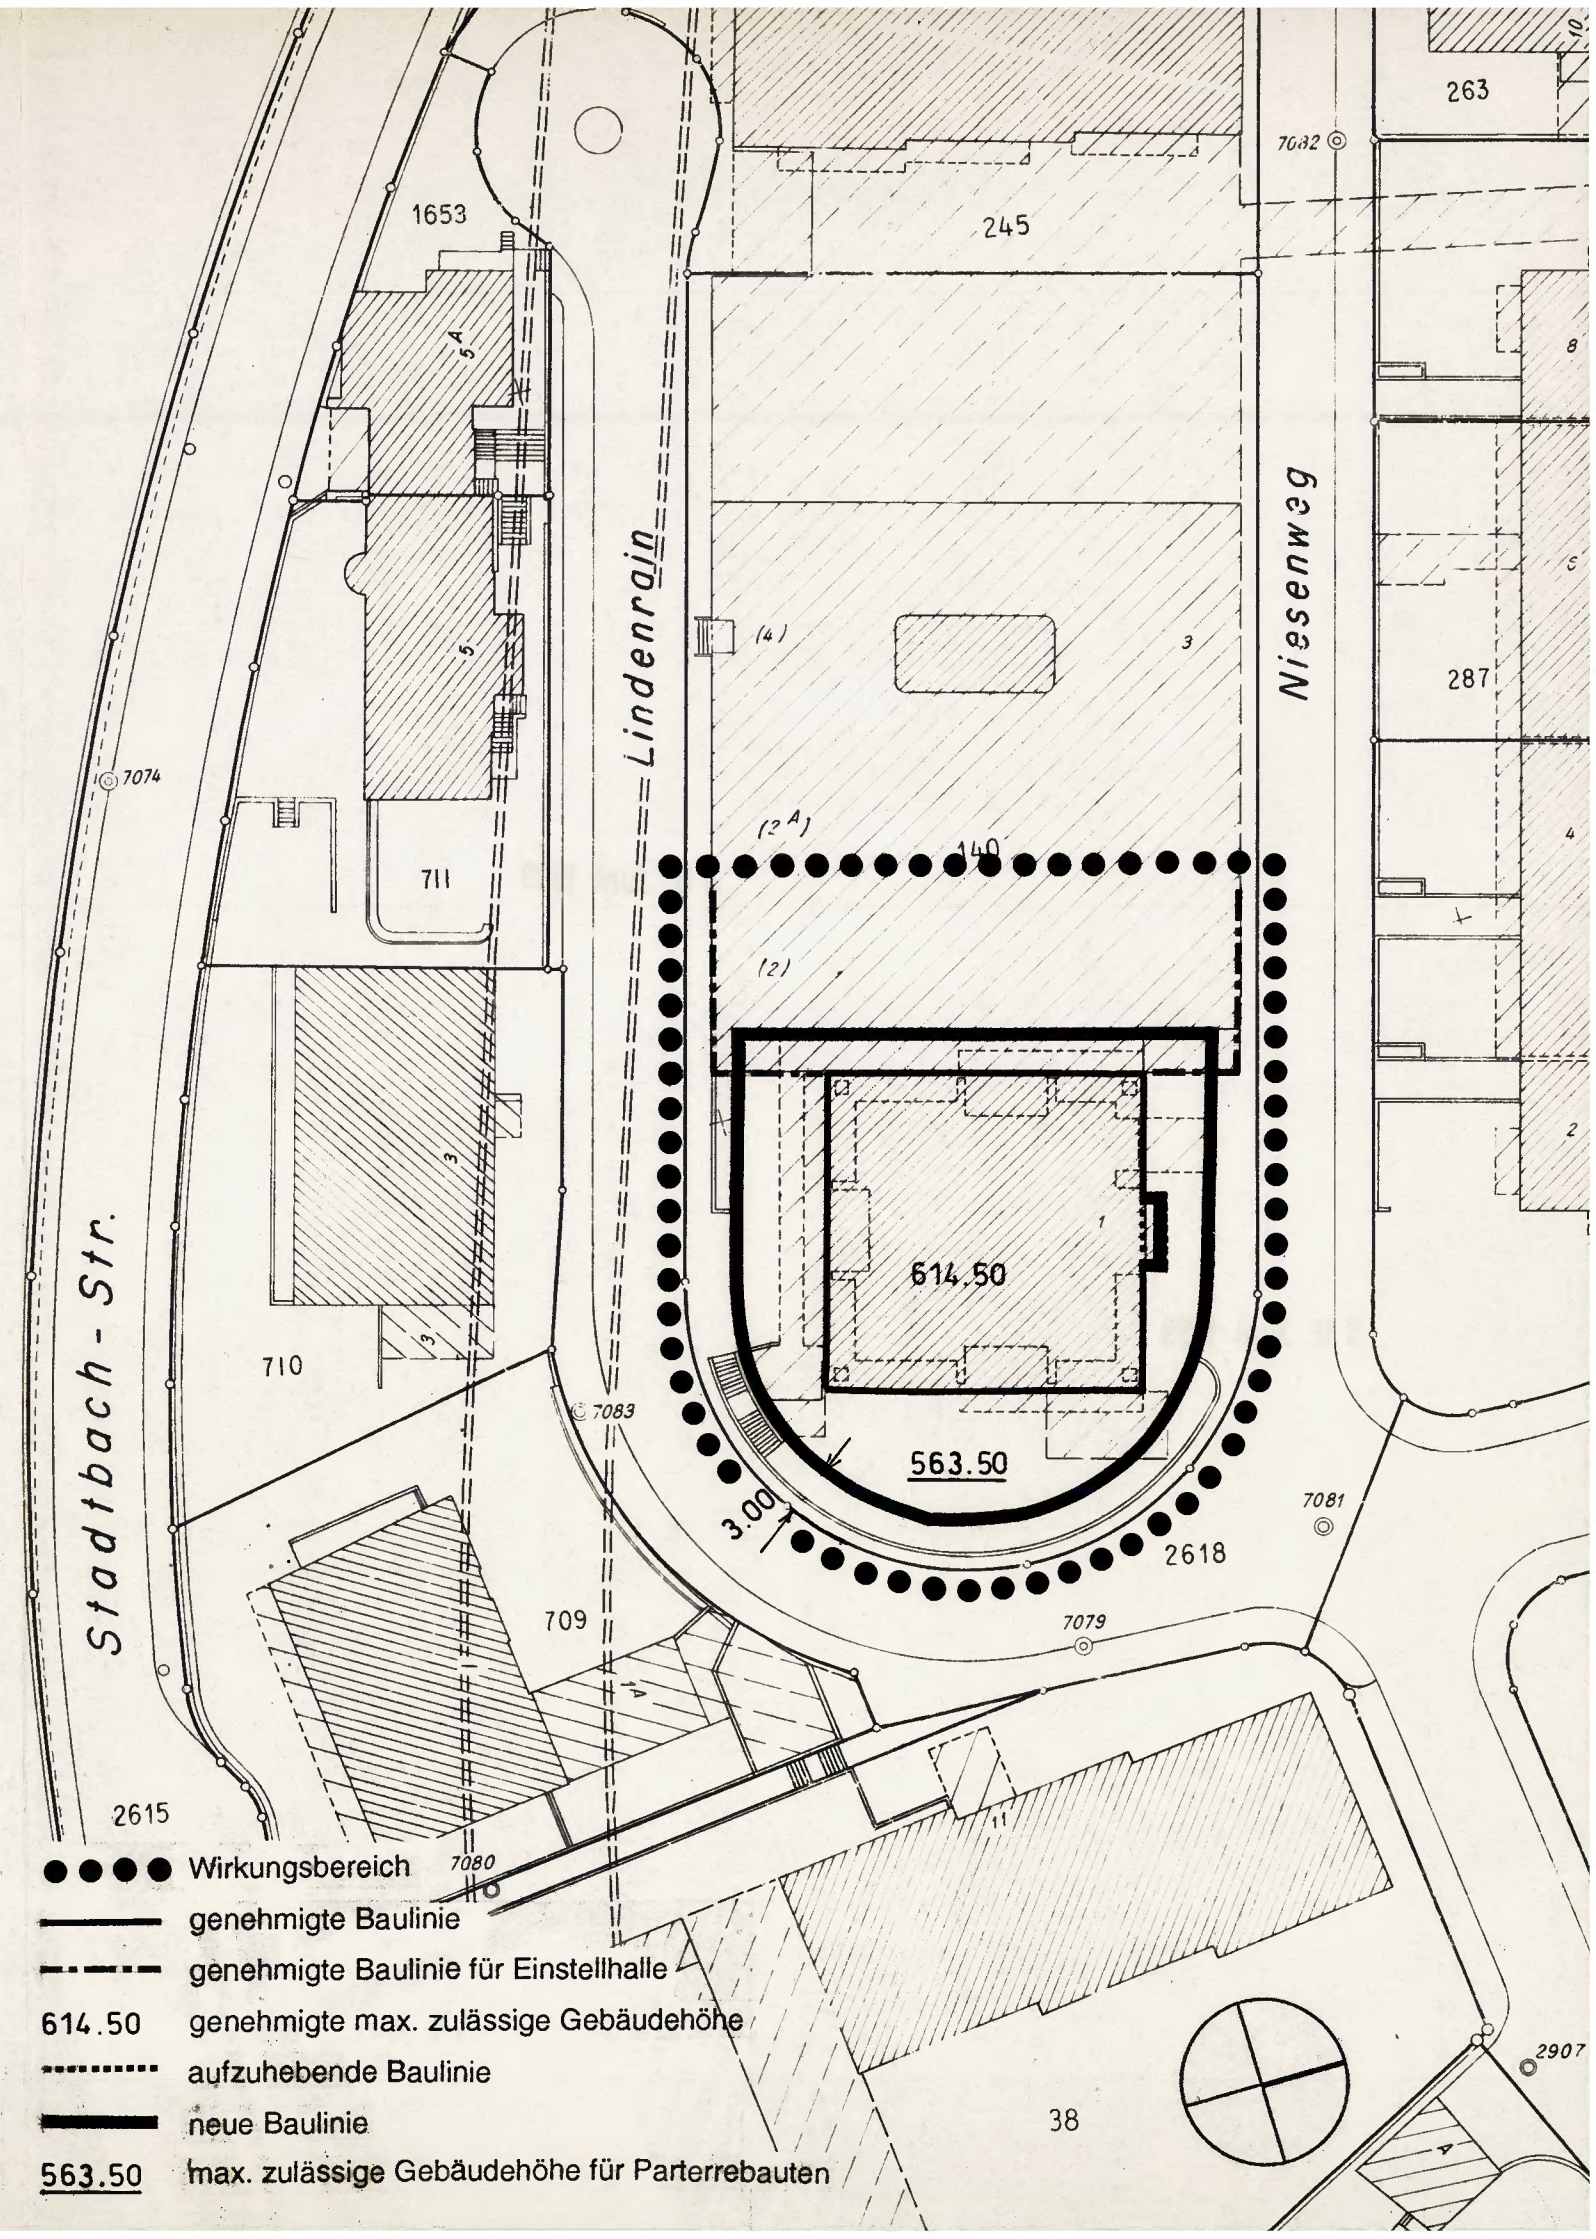 10
263
7082
1653
245
5A
8
Niesenweg
Lindenrain
(4)
3
5
287
7074
(2A)
140
4
711
(2)
3
2
1
614.50
Stadtbach-Str.
3
710
7083
563.50
3.00
7081
2618
709
7079
1A
2615
11
Wirkungsbereich
7080
genehmigte Baulinie
genehmigte Baulinie für Einstellhalle
614.50 genehmigte max. zulässige Gebäudehöhe
aufzuhebende Baulinie
2907
neue Baulinie
38
A
563.50 max. zulässige Gebäudehöhe für Parterrebauten